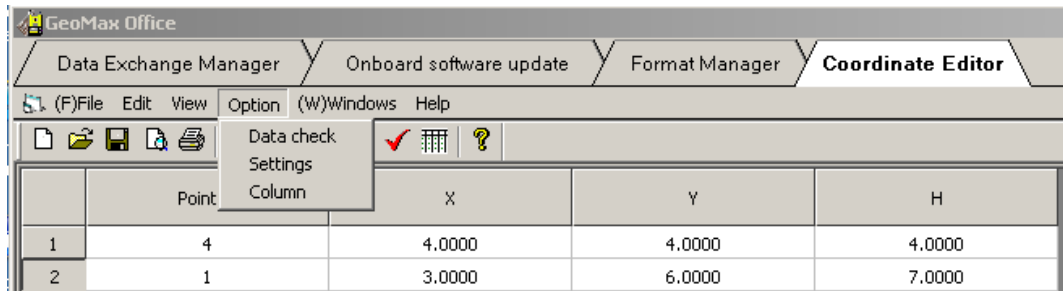 GeoMax Office
Data Exchange Manager Onboard software update Format Manager Coordinate Editor
(F)File Edit View Option (W)Windows Help
Data check
Settings
Column
Point X Y H
1 4 4.0000 4.0000 4.0000
2 1 3.0000 6.0000 7.0000